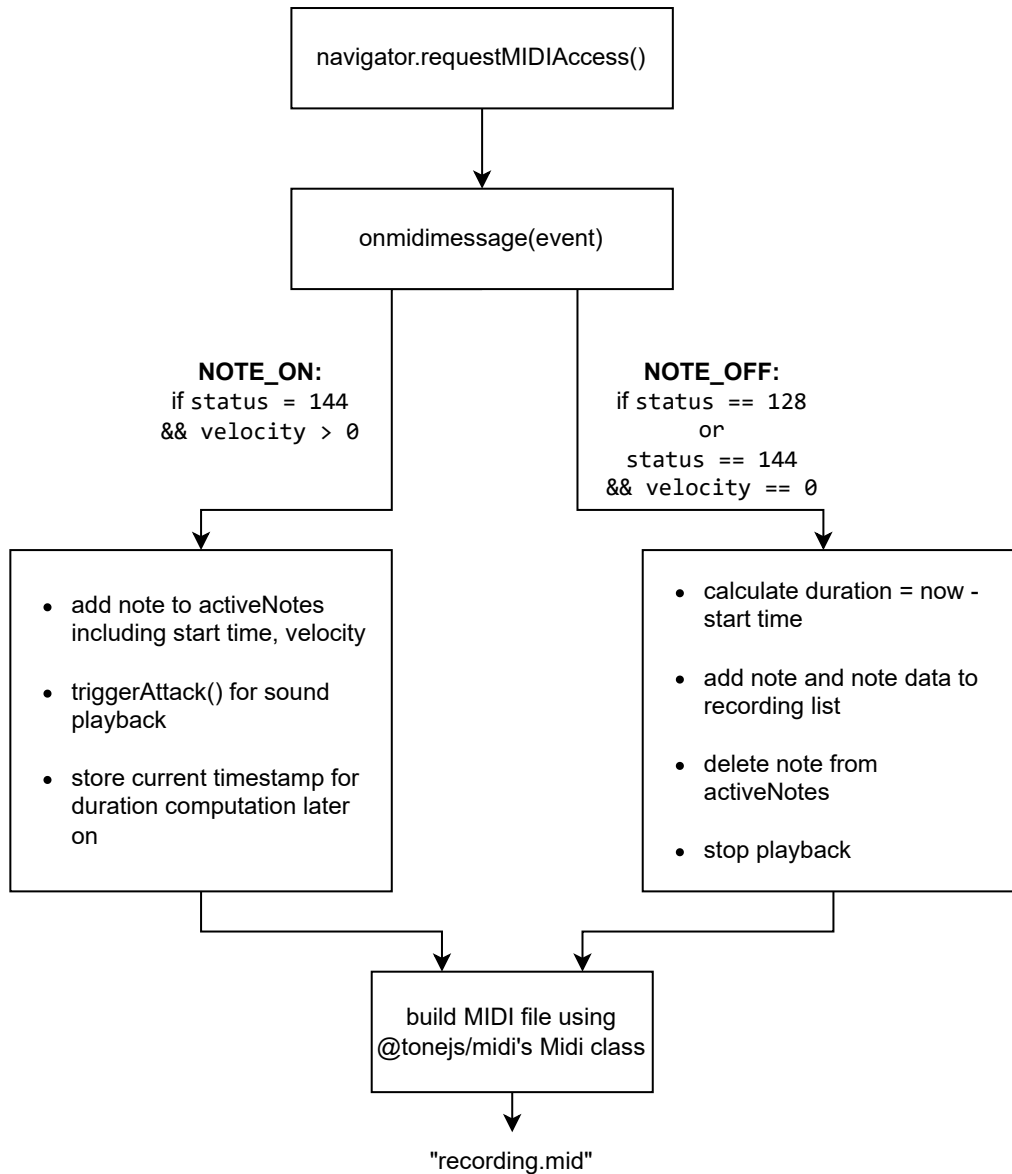 navigator.requestMIDIAccess()
onmidimessage(event)
NOTE_ON:
if status = 144
&& velocity > 0
NOTE_OFF:
if status == 128
or
status == 144
&& velocity == 0
• add note to activeNotes
including start time, velocity
• triggerAttack() for sound
playback
• store current timestamp for
duration computation later
on
• calculate duration = now -
start time
• add note and note data to
recording list
• delete note from
activeNotes
• stop playback
build MIDI file using
@tonejs/midi's Midi class
"recording.mid"